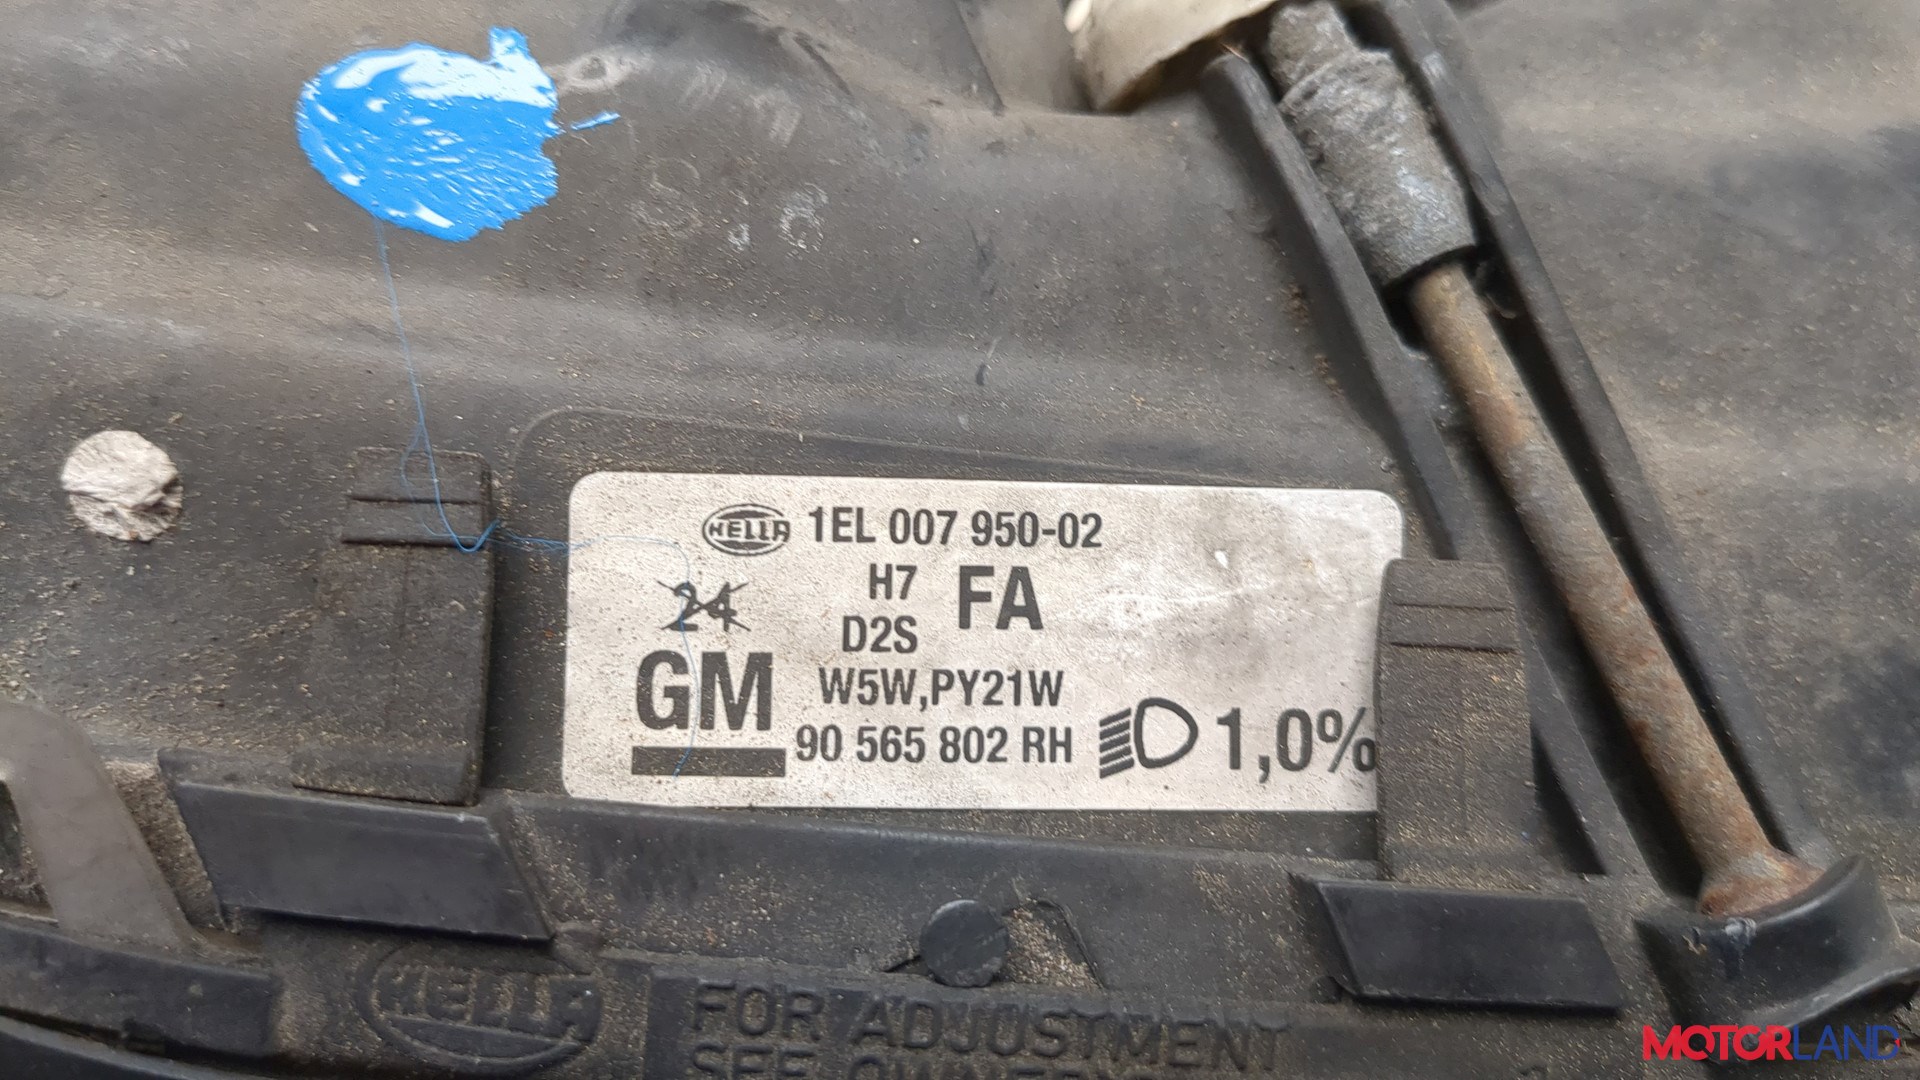 HELLA 1EL 007 950-02
24 H7 FA
D2S
GM W5W,PY21W
90 565 802 RH 1,0%
HELLA FOR ADJUSTMENT
SEE
MOTORLAND